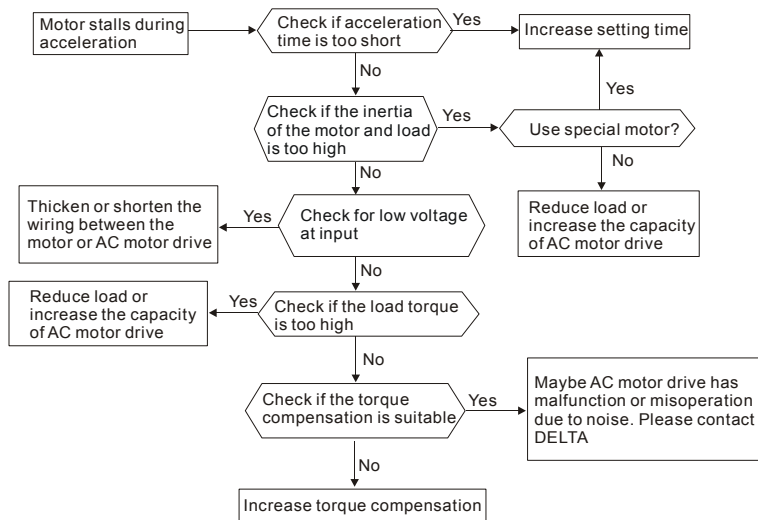 Motor stalls during
acceleration
Check if acceleration
time is too short
Yes
Increase setting time
No
Yes
Check if the inertia
of the motor and load
is too high
Yes
Use special motor?
No
No
Thicken or shorten the
wiring between the
motor or AC motor drive
Yes
Check for low voltage
at input
Reduce load or
increase the capacity
of AC motor drive
No
Reduce load or
increase the capacity
of AC motor drive
Yes
Check if the load torque
is too high
No
Check if the torque
compensation is suitable
Yes
Maybe AC motor drive has
malfunction or misoperation
due to noise. Please contact
DELTA
No
Increase torque compensation